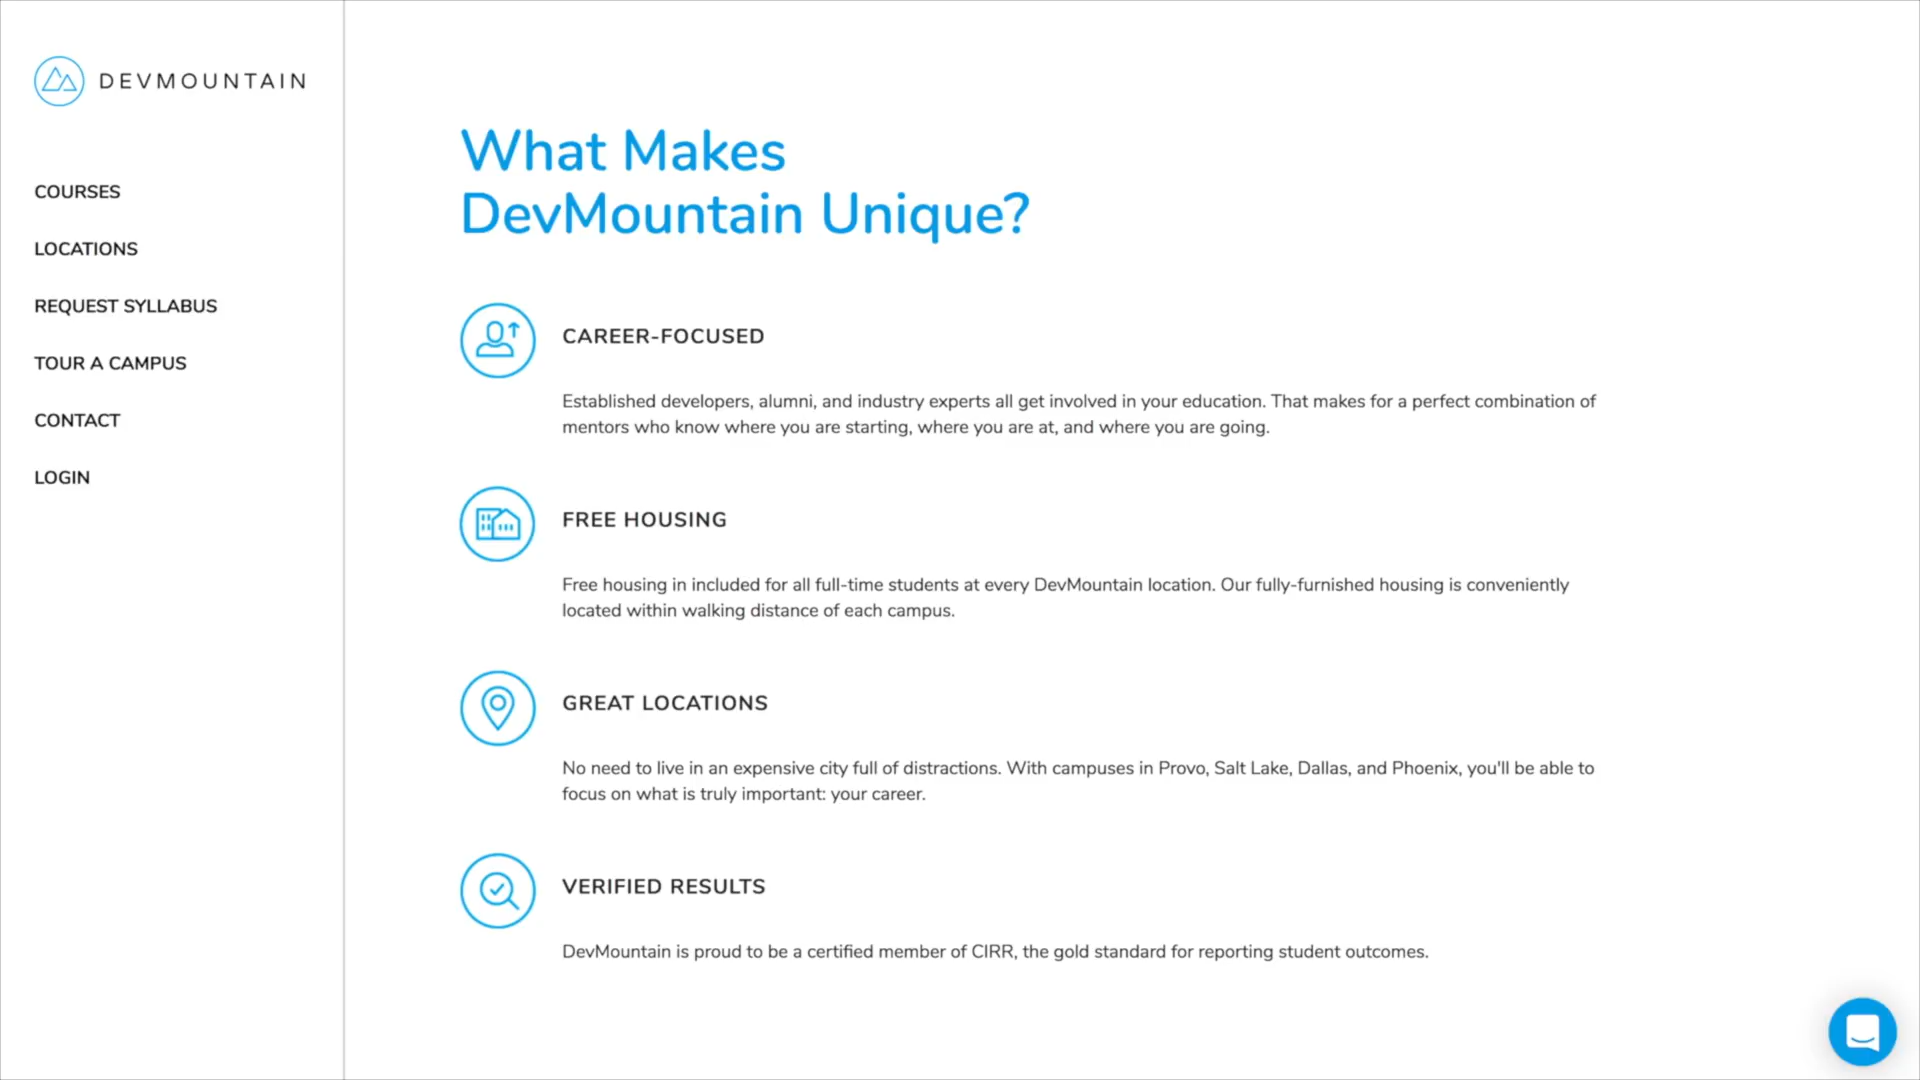 DEVMOUNTAIN
COURSES
LOCATIONS
REQUEST SYLLABUS
TOUR A CAMPUS
CONTACT
LOGIN
What Makes
DevMountain Unique?
CAREER-FOCUSED
Established developers, alumni, and industry experts all get involved in your education. That makes for a perfect combination of
mentors who know where you are starting, where you are at, and where you are going.
FREE HOUSING
Free housing in included for all full-time students at every DevMountain location. Our fully-furnished housing is conveniently
located within walking distance of each campus.
GREAT LOCATIONS
No need to live in an expensive city full of distractions. With campuses in Provo, Salt Lake, Dallas, and Phoenix, you'll be able to
focus on what is truly important: your career.
VERIFIED RESULTS
DevMountain is proud to be a certified member of CIRR, the gold standard for reporting student outcomes.